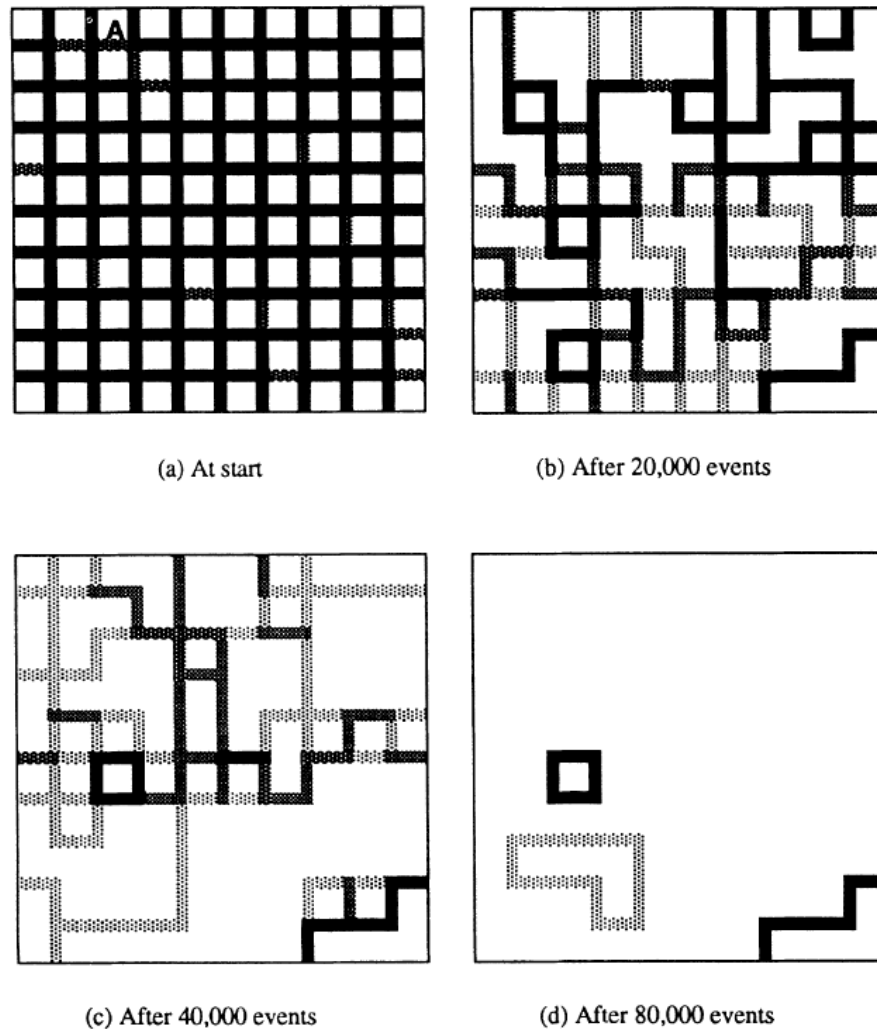 A
(a) At start
(b) After 20,000 events
(c) After 40,000 events
(d) After 80,000 events